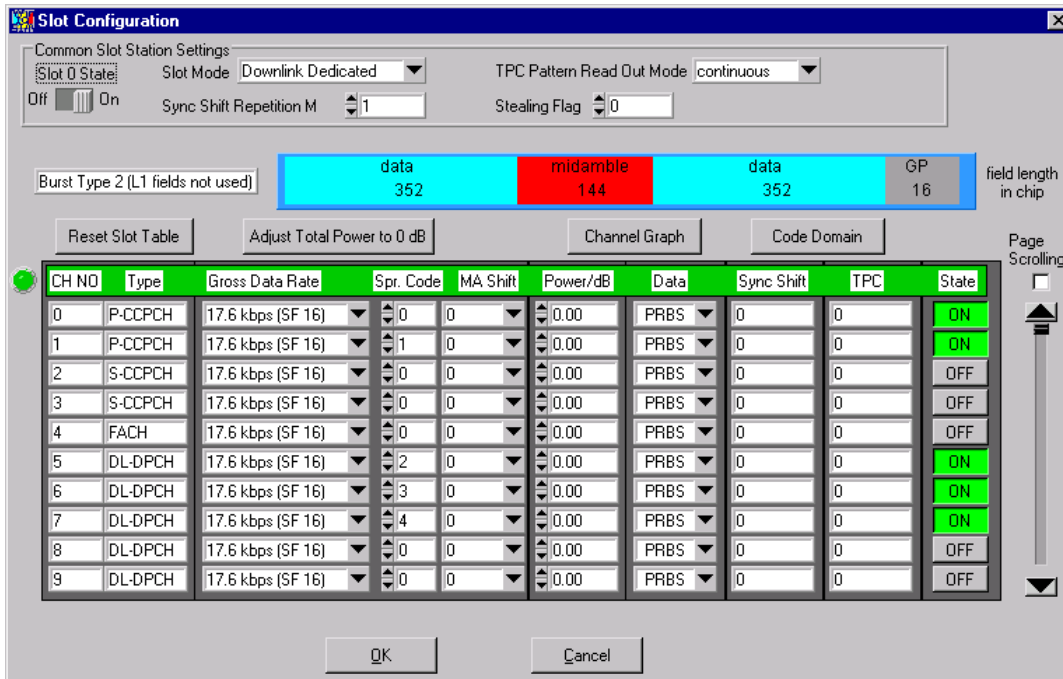 Slot Configuration
Common Slot Station Settings
Slot 0 State
Slot Mode Downlink Dedicated
TPC Pattern Read Out Mode continuous
Off On
Sync Shift Repetition M 1
Stealing Flag 0
Burst Type 2 (L1 fields not used)
data midamble data GP
352 144 352 16
field length
in chip
Reset Slot Table Adjust Total Power to 0 dB Channel Graph Code Domain
Page
Scrolling
CH NO Type Gross Data Rate Spr. Code MA Shift Power/dB Data Sync Shift TPC State
0 P-CCPCH 17.6 kbps (SF 16) 0 0 0.00 PRBS 0 0 ON
1 P-CCPCH 17.6 kbps (SF 16) 1 0 0.00 PRBS 0 0 ON
2 S-CCPCH 17.6 kbps (SF 16) 0 0 0.00 PRBS 0 0 OFF
3 S-CCPCH 17.6 kbps (SF 16) 0 0 0.00 PRBS 0 0 OFF
4 FACH 17.6 kbps (SF 16) 0 0 0.00 PRBS 0 0 OFF
5 DL-DPCH 17.6 kbps (SF 16) 2 0 0.00 PRBS 0 0 ON
6 DL-DPCH 17.6 kbps (SF 16) 3 0 0.00 PRBS 0 0 ON
7 DL-DPCH 17.6 kbps (SF 16) 4 0 0.00 PRBS 0 0 ON
8 DL-DPCH 17.6 kbps (SF 16) 0 0 0.00 PRBS 0 0 OFF
9 DL-DPCH 17.6 kbps (SF 16) 0 0 0.00 PRBS 0 0 OFF
OK Cancel